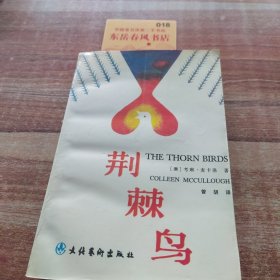 018
东岳春风书店
荆棘鸟
THE THORN BIRDS
〔澳〕考琳·麦卡洛 著
COLLEEN MCCULLOUGH
曾胡 译
文化艺术出版社